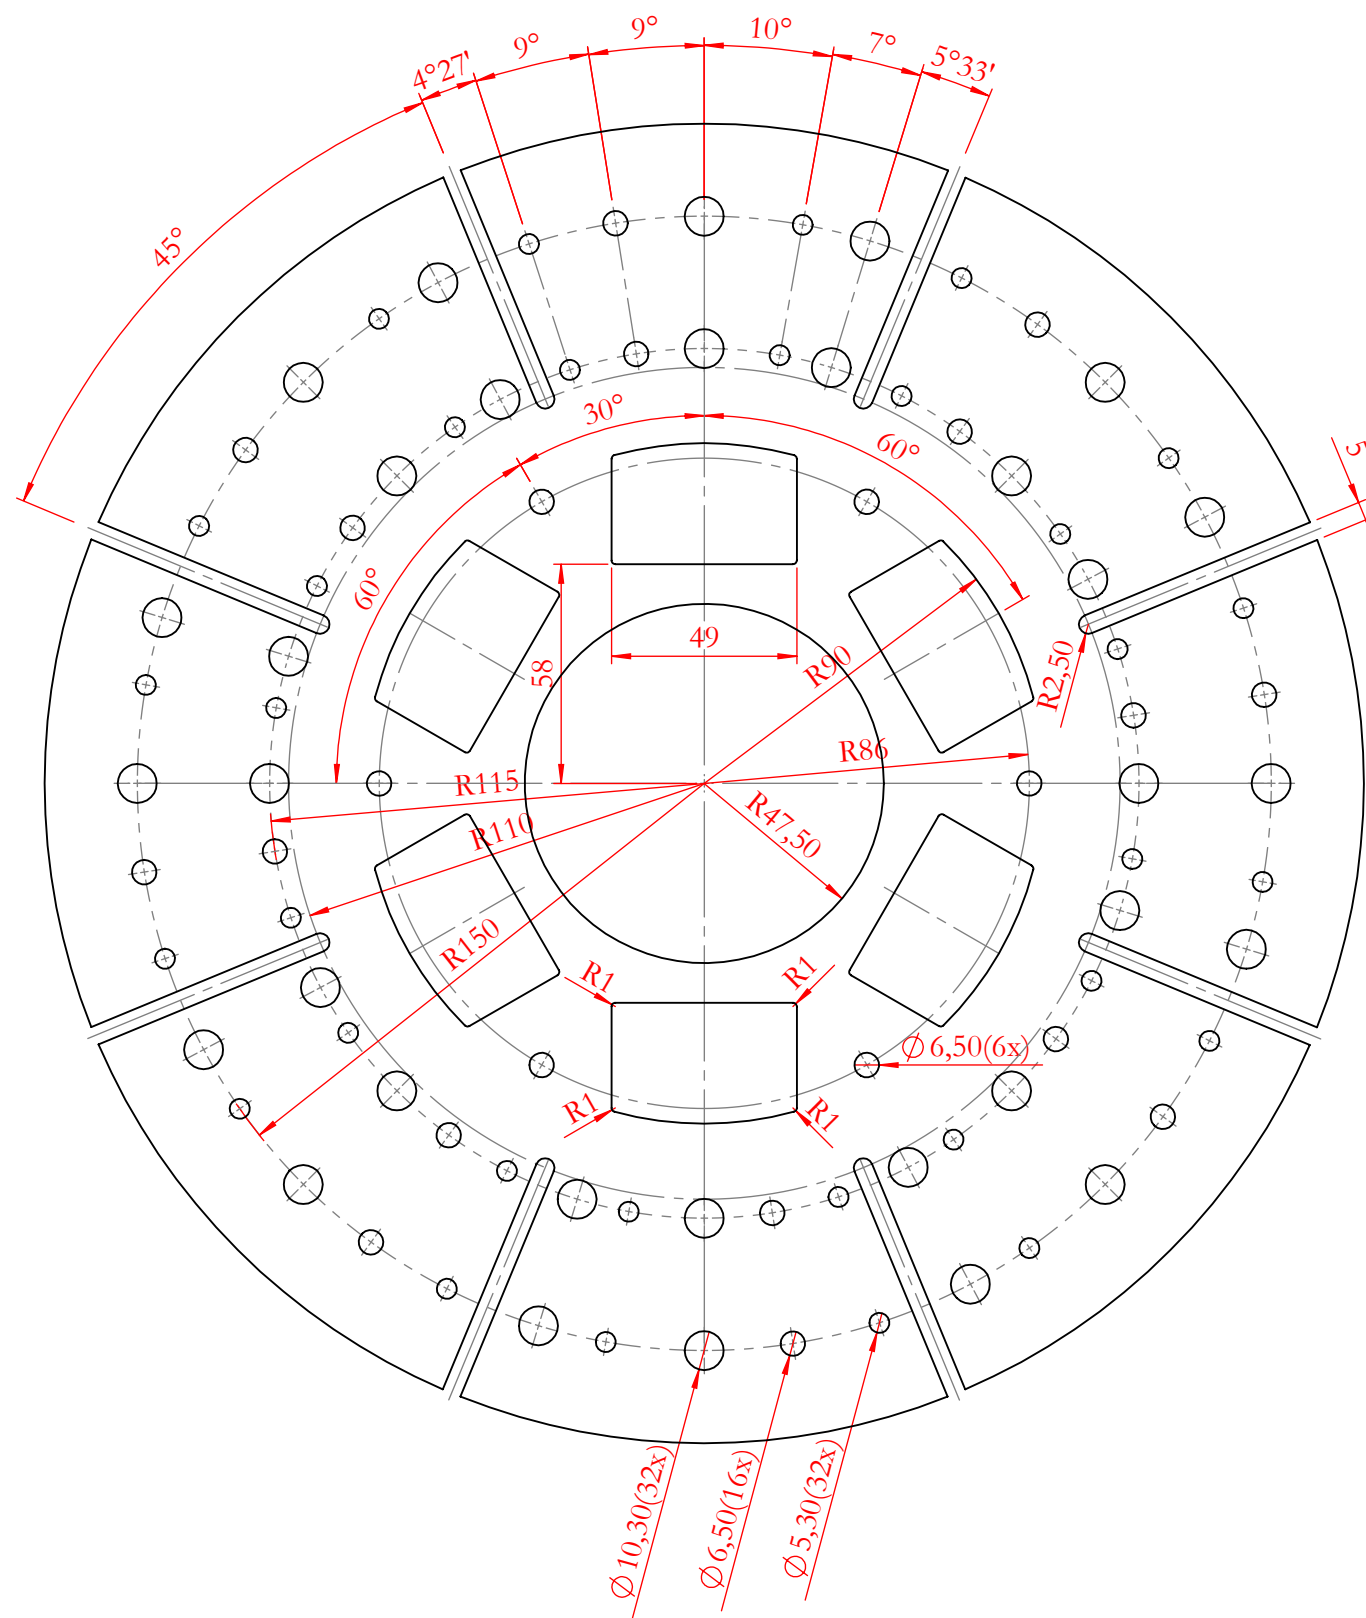 9°
10°
9°
7°
4°27'
5°33'
45°
30°
60°
5
60°
49
58
R90
R2,50
R86
R115
R47,50
R110
R150
R1
R1
∅6,50(6x)
R1
R1
∅10,30(32x)
∅6,50(16x)
∅5,30(32x)